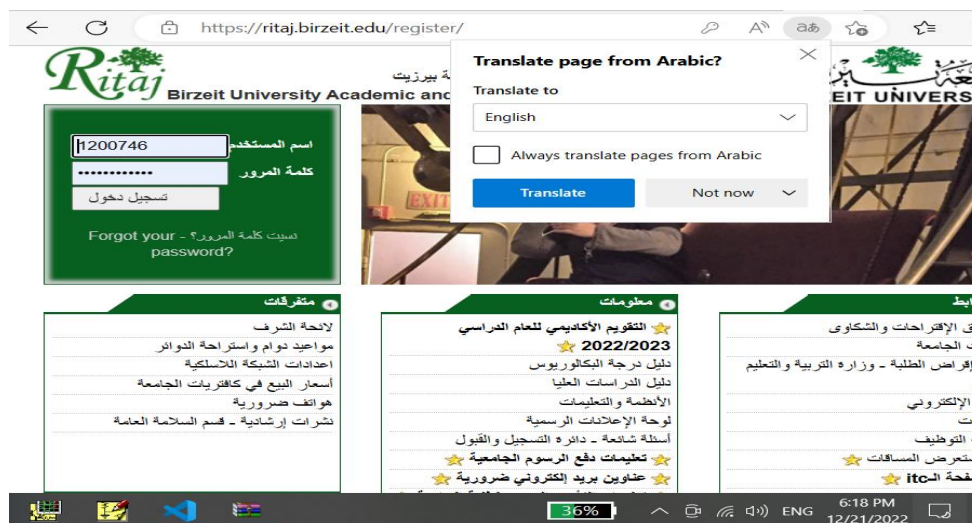 https://ritaj.birzeit.edu/register/
Translate page from Arabic?
Translate to
English
Always translate pages from Arabic
Translate
Not now
Ritaj
بيرزيت
Birzeit University Academic and
EIT UNIVERS
اسم المستخدم
1200746
كلمة المرور
••••••••••••
تسجيل دخول
نسيت كلمة المرور؟ - Forgot your
password?
EXIT
متفرقات
لائحة الشرف
مواعيد دوام واستراحة الدوائر
اعدادات الشبكة اللاسلكية
أسعار البيع في كافتريات الجامعة
هواتف ضرورية
نشرات إرشادية - قسم السلامة العامة
معلومات
التقويم الأكاديمي للعام الدراسي
2022/2023
دليل درجة البكالوريوس
دليل الدراسات العليا
الأنظمة والتعليمات
لوحة الإعلانات الرسمية
أسئلة شائعة - دائرة التسجيل والقبول
تعليمات دفع الرسوم الجامعية
عناوين بريد إلكتروني ضرورية
الإقتراحات والشكاوى
الجامعة
إقراض الطلبة - وزارة التربية والتعليم
الإلكتروني
التوظيف
المساقات
الـitc
36%
ENG
6:18 PM
12/21/2022